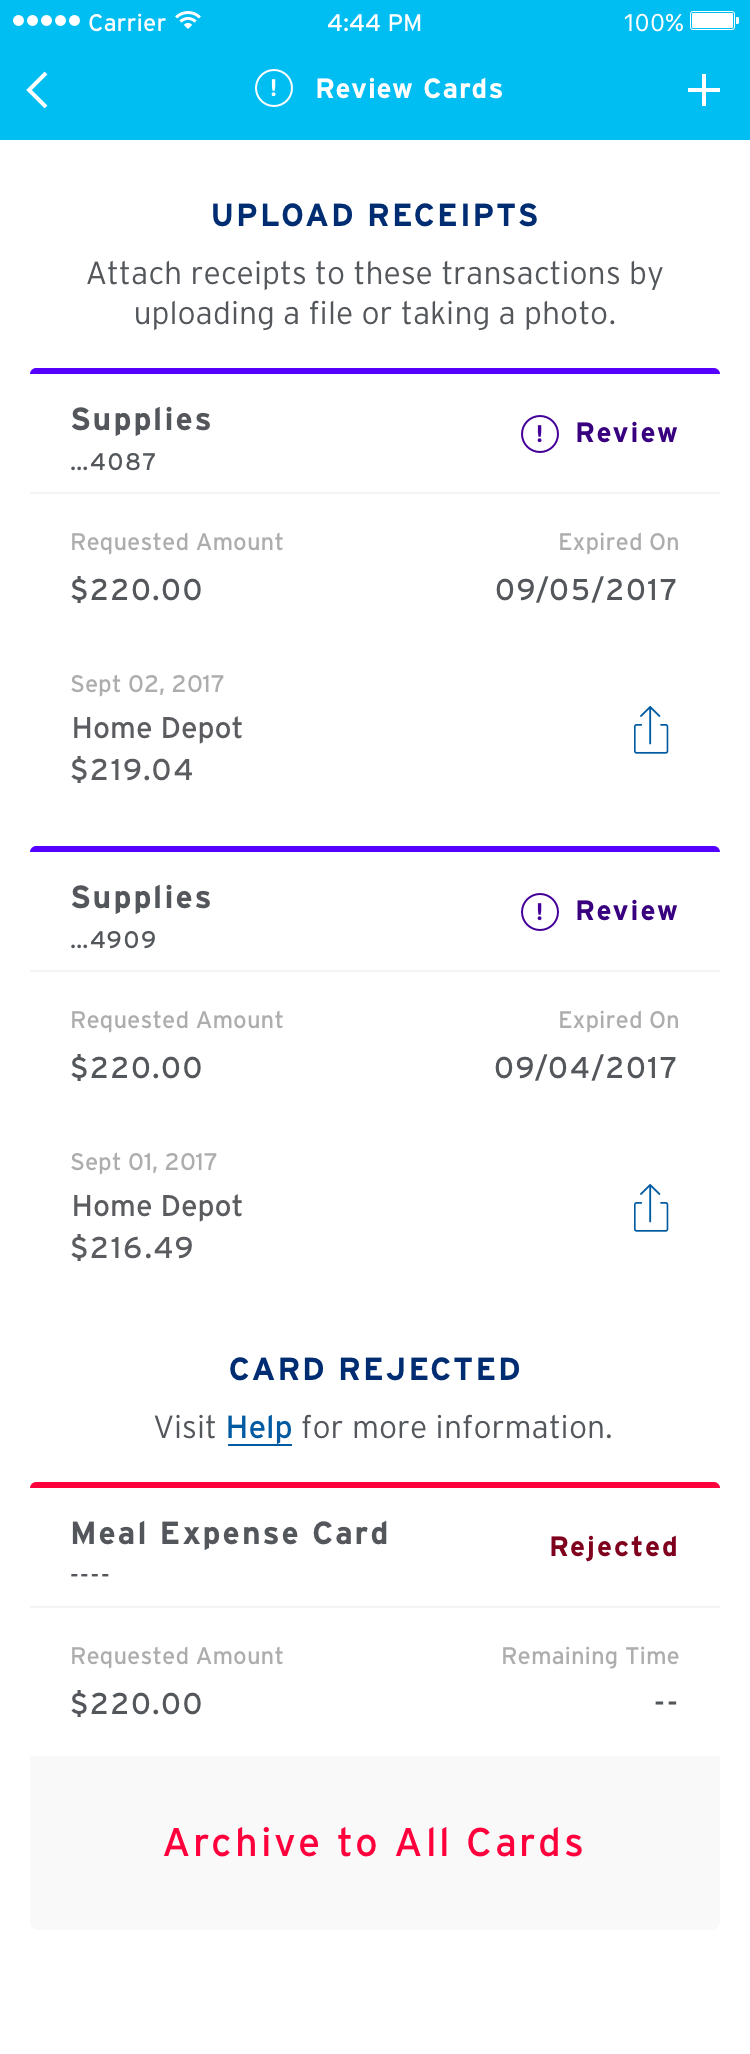 Carrier 4:44 PM 100%
! Review Cards
UPLOAD RECEIPTS
Attach receipts to these transactions by
uploading a file or taking a photo.
Supplies
...4087
! Review
Requested Amount Expired On
$220.00 09/05/2017
Sept 02, 2017
Home Depot
$219.04
Supplies
...4909
! Review
Requested Amount Expired On
$220.00 09/04/2017
Sept 01, 2017
Home Depot
$216.49
CARD REJECTED
Visit Help for more information.
Meal Expense Card
----
Rejected
Requested Amount Remaining Time
$220.00 --
Archive to All Cards